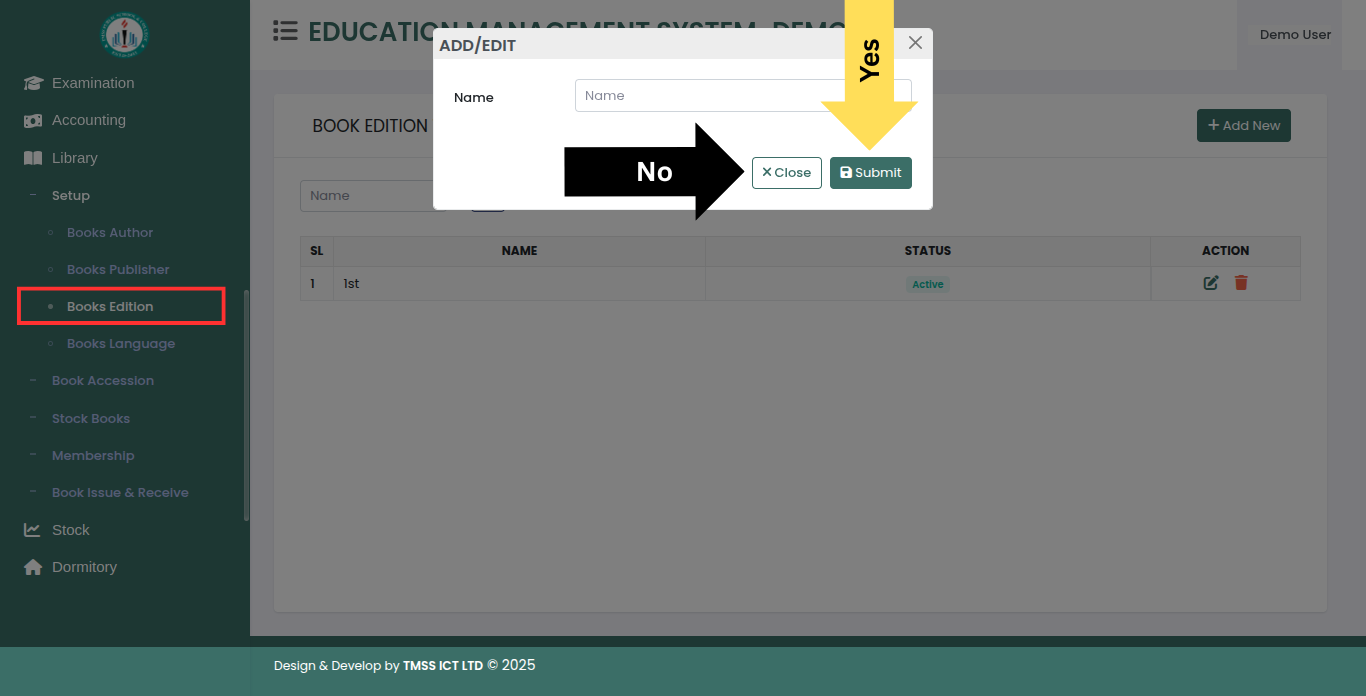 EDUCATION MANAGEMENT SYSTEM- DEMO
Demo User
Examination
Accounting
Library
Setup
Books Author
Books Publisher
Books Edition
Books Language
Book Accession
Stock Books
Membership
Book Issue & Receive
Stock
Dormitory
ADD/EDIT
Yes
Name
Name
No
Close
Submit
BOOK EDITION
Add New
Name
SL NAME STATUS ACTION
1 1st Active
Design & Develop by TMSS ICT LTD © 2025